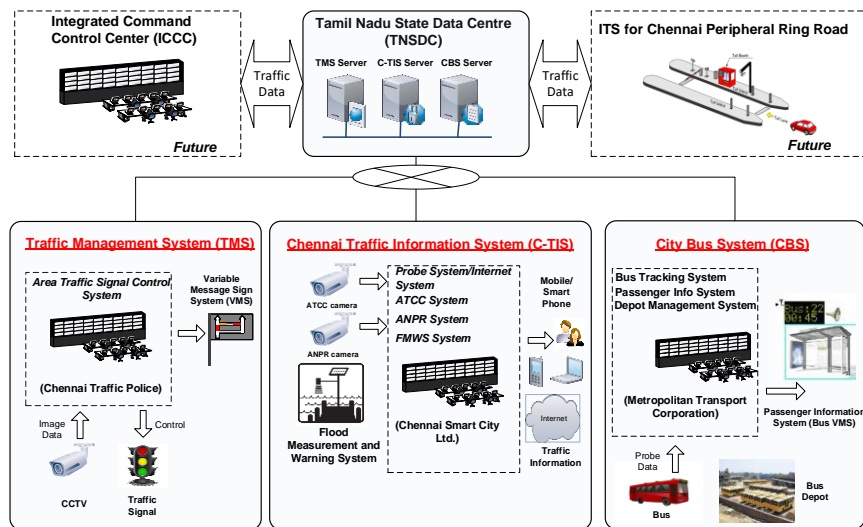 Integrated Command
Control Center (ICCC)
Future
Traffic
Data
Tamil Nadu State Data Centre
(TNSDC)
TMS Server
C-TIS Server
CBS Server
Traffic
Data
ITS for Chennai Peripheral Ring Road
Future
Traffic Management System (TMS)
Area Traffic Signal Control
System
(Chennai Traffic Police)
Variable
Message Sign
System (VMS)
Image
Data
Control
CCTV
Traffic
Signal
Chennai Traffic Information System (C-TIS)
ATCC camera
ANPR camera
Flood
Measurement and
Warning System
Probe System/Internet
System
ATCC System
ANPR System
FMWS System
(Chennai Smart City
Ltd.)
Mobile/
Smart
Phone
Internet
Traffic
Information
City Bus System (CBS)
Bus Tracking System
Passenger Info System
Depot Management System
(Metropolitan Transport
Corporation)
Passenger Information
System (Bus VMS)
Probe
Data
Bus
Bus
Depot